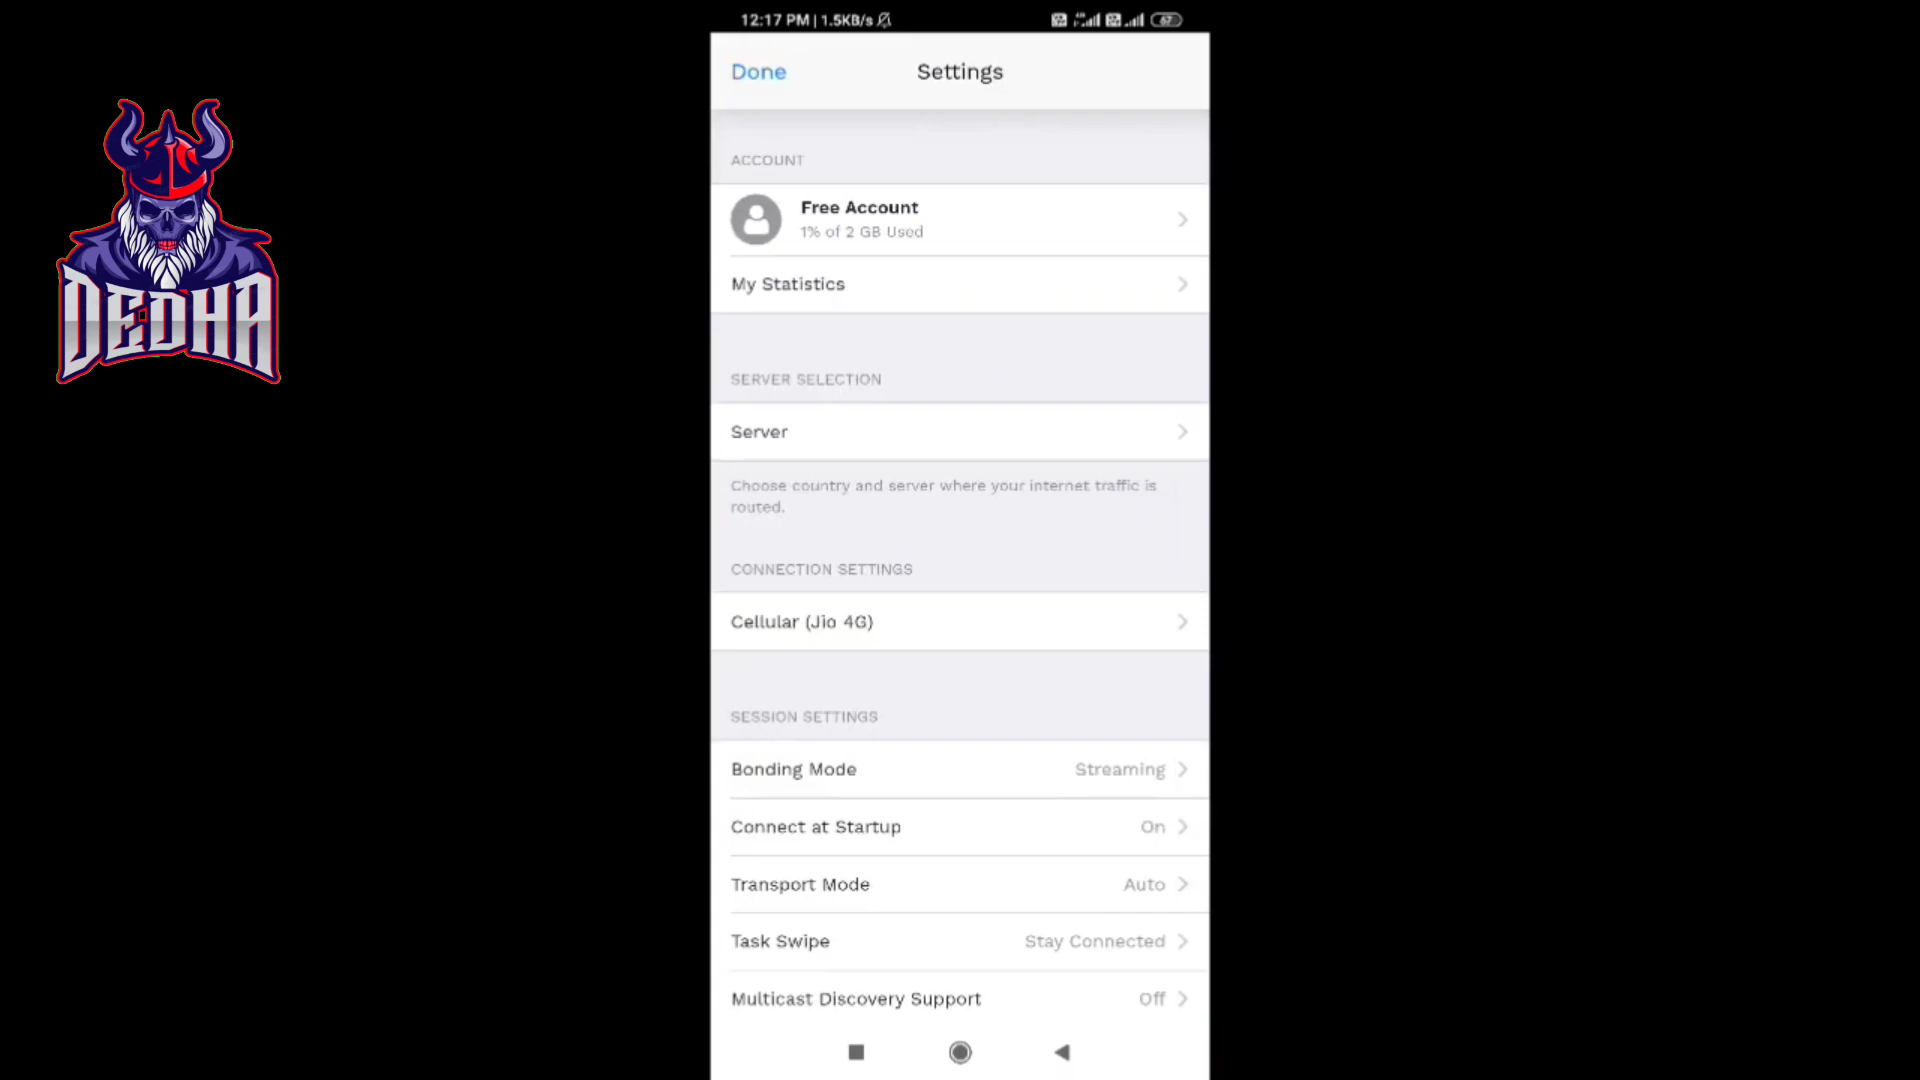 12:17 PM | 1.5KB/s
67
Done
Settings
ACCOUNT
Free Account
1% of 2 GB Used
My Statistics
SERVER SELECTION
Server
Choose country and server where your internet traffic is
routed.
CONNECTION SETTINGS
Cellular (Jio 4G)
SESSION SETTINGS
Bonding Mode Streaming
Connect at Startup On
Transport Mode Auto
Task Swipe Stay Connected
Multicast Discovery Support Off
DEDHA